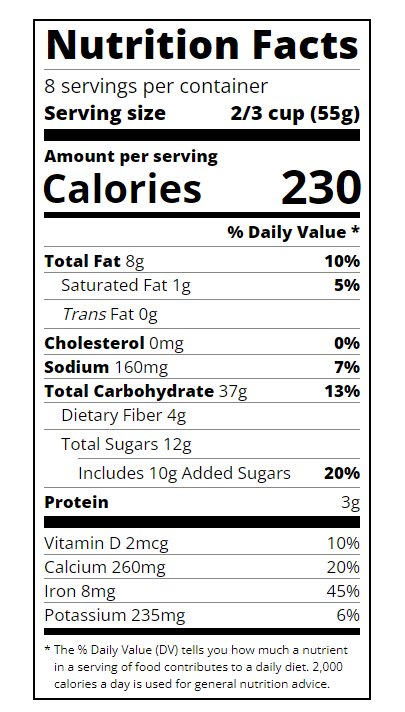 Nutrition Facts
8 servings per container
Serving size 2/3 cup (55g)
Amount per serving
Calories 230
% Daily Value *
Total Fat 8g 10%
Saturated Fat 1g 5%
Trans Fat 0g
Cholesterol 0mg 0%
Sodium 160mg 7%
Total Carbohydrate 37g 13%
Dietary Fiber 4g
Total Sugars 12g
Includes 10g Added Sugars 20%
Protein 3g
Vitamin D 2mcg 10%
Calcium 260mg 20%
Iron 8mg 45%
Potassium 235mg 6%
* The % Daily Value (DV) tells you how much a nutrient
in a serving of food contributes to a daily diet. 2,000
calories a day is used for general nutrition advice.